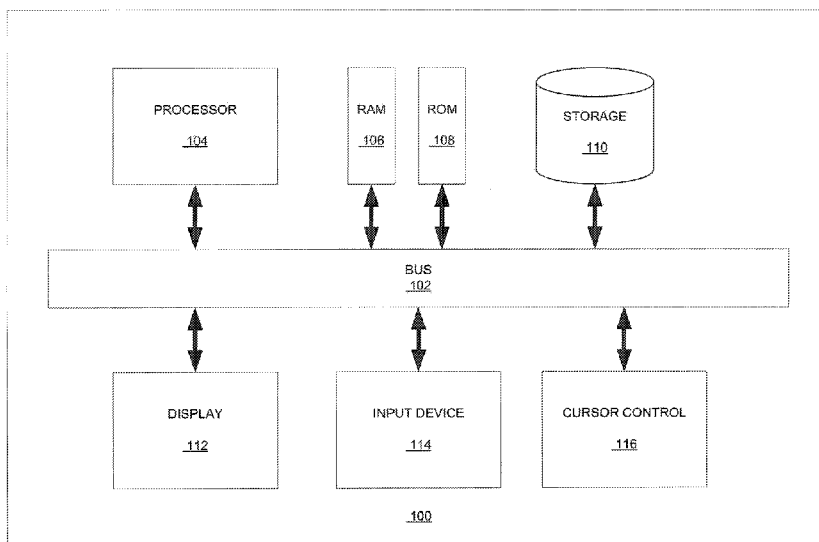 PROCESSOR
104
RAM
106
ROM
108
STORAGE
110
BUS
102
DISPLAY
112
INPUT DEVICE
114
CURSOR CONTROL
116
100